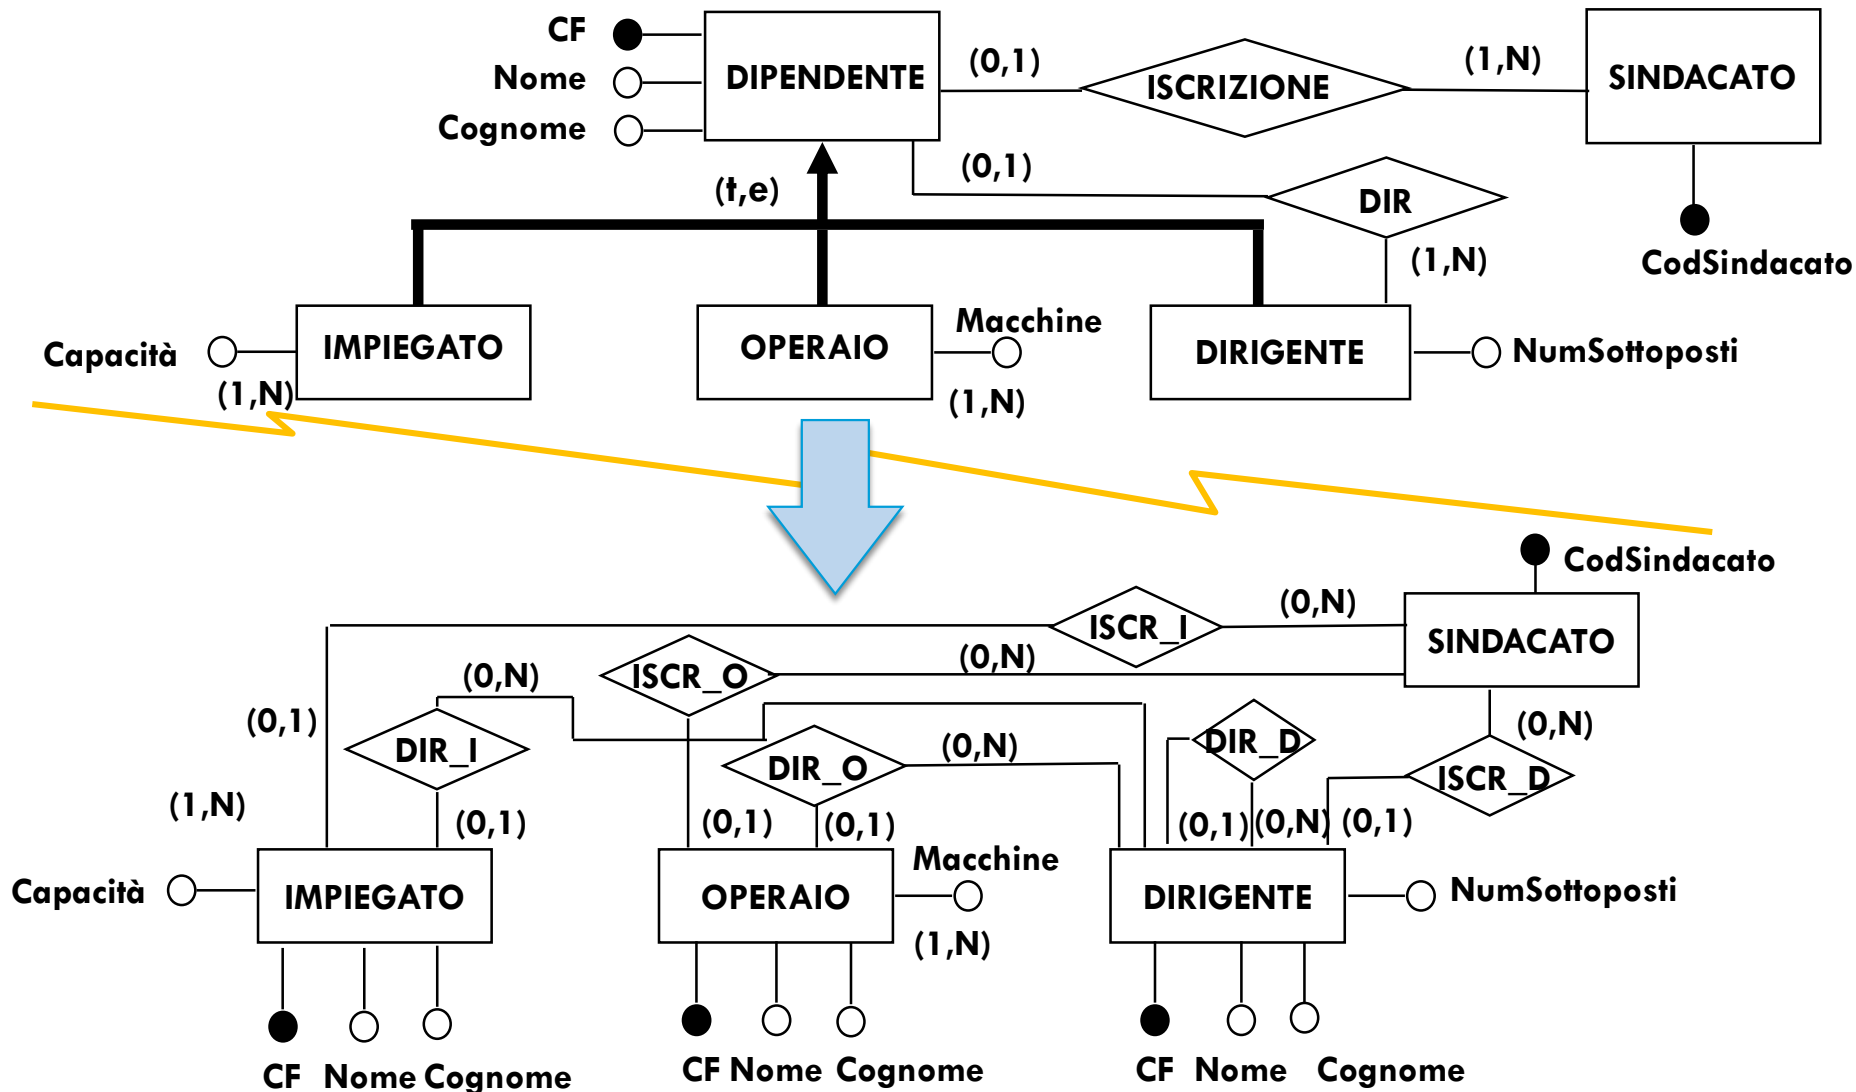 CF
DIPENDENTE
(0,1)
ISCRIZIONE
(1,N)
SINDACATO
Nome
Cognome
(t,e)
(0,1)
DIR
(1,N)
CodSindacato
Capacità
(1,N)
IMPIEGATO
OPERAIO
Macchine
(1,N)
DIRIGENTE
NumSottoposti
CodSindacato
ISCR_I
(0,N)
SINDACATO
ISCR_O
(0,N)
(0,N)
(0,1)
DIR_I
DIR_O
(0,N)
DIR_D
(0,N)
ISCR_D
(1,N)
(0,1)
(0,1)
(0,1)
(0,1)
(0,N)
(0,1)
Capacità
IMPIEGATO
OPERAIO
Macchine
(1,N)
DIRIGENTE
NumSottoposti
CF Nome Cognome
CF Nome Cognome
CF Nome Cognome